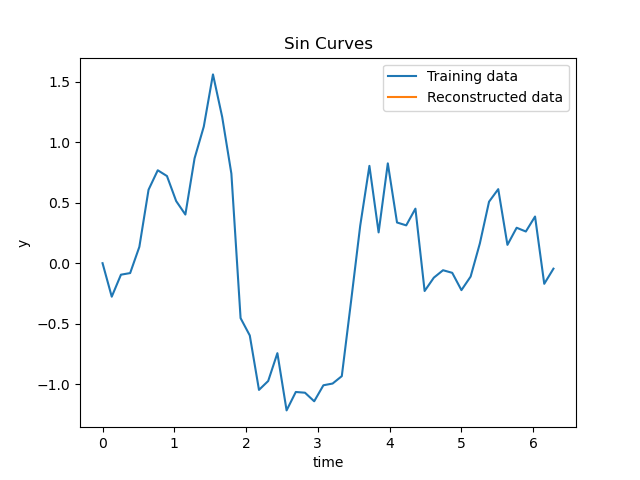 Sin Curves
Training data
Reconstructed data
1.5
1.0
0.5
0.0
−0.5
−1.0
y
0 1 2 3 4 5 6
time